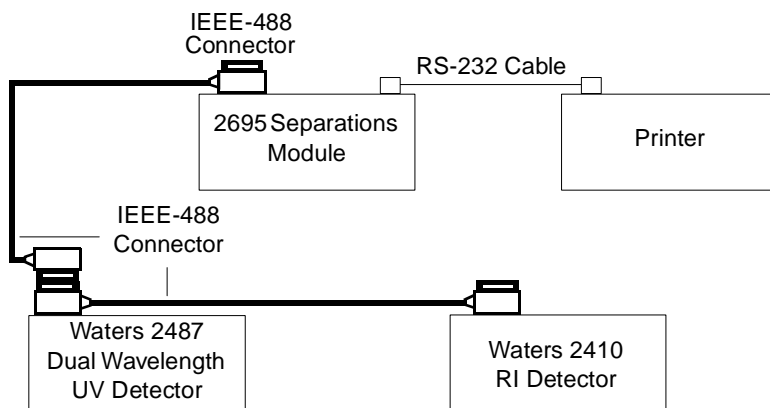 IEEE-488
Connector
RS-232 Cable
2695 Separations
Module
Printer
IEEE-488
Connector
Waters 2487
Dual Wavelength
UV Detector
Waters 2410
RI Detector